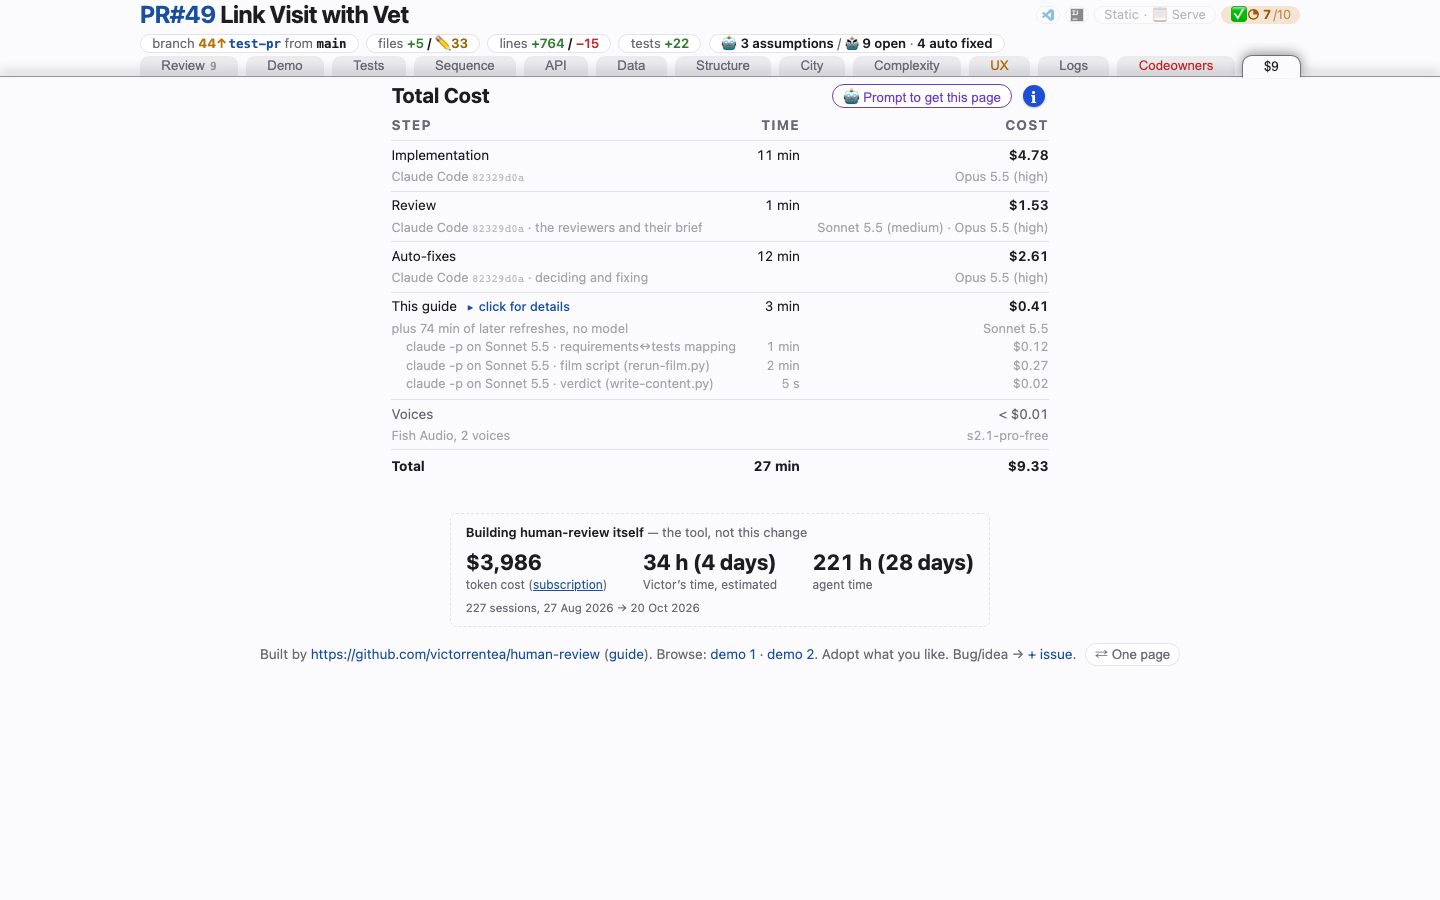 PR#49 Link Visit with Vet
Static · Serve
7/10
branch 44↑ test-pr from main
files +5 / ✏️33
lines +764 / −15
tests +22
3 assumptions / 9 open · 4 auto fixed
Review 9
Demo
Tests
Sequence
API
Data
Structure
City
Complexity
UX
Logs
Codeowners
$9
Total Cost
Prompt to get this page
i
STEP TIME COST
Implementation 11 min $4.78
Claude Code 82329d0a Opus 5.5 (high)
Review 1 min $1.53
Claude Code 82329d0a · the reviewers and their brief Sonnet 5.5 (medium) · Opus 5.5 (high)
Auto-fixes 12 min $2.61
Claude Code 82329d0a · deciding and fixing Opus 5.5 (high)
This guide ▸ click for details 3 min $0.41
plus 74 min of later refreshes, no model Sonnet 5.5
claude -p on Sonnet 5.5 · requirements↔tests mapping 1 min $0.12
claude -p on Sonnet 5.5 · film script (rerun-film.py) 2 min $0.27
claude -p on Sonnet 5.5 · verdict (write-content.py) 5 s $0.02
Voices < $0.01
Fish Audio, 2 voices s2.1-pro-free
Total 27 min $9.33
Building human-review itself — the tool, not this change
$3,986 34 h (4 days) 221 h (28 days)
token cost (subscription) Victor's time, estimated agent time
227 sessions, 27 Aug 2026 → 20 Oct 2026
Built by https://github.com/victorrentea/human-review (guide). Browse: demo 1 · demo 2. Adopt what you like. Bug/idea → + issue. ⇄ One page